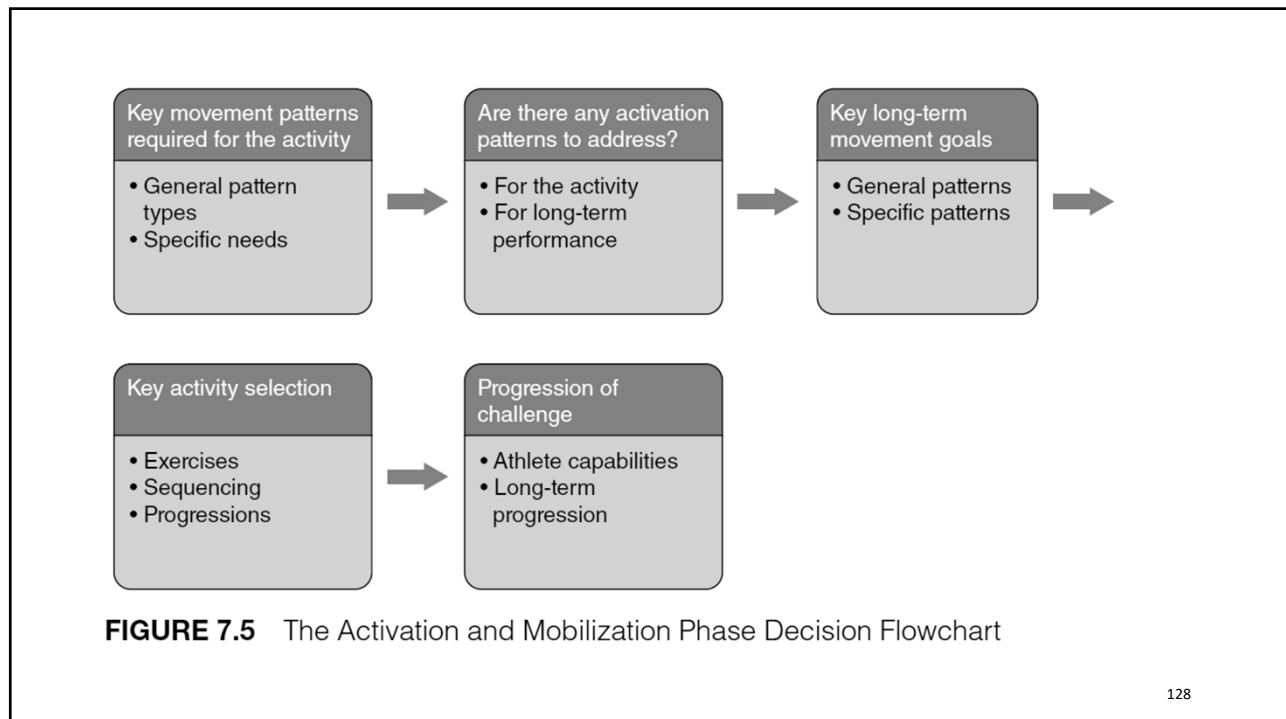 Key movement patterns
required for the activity
• General pattern
types
• Specific needs
Are there any activation
patterns to address?
• For the activity
• For long-term
performance
Key long-term
movement goals
• General patterns
• Specific patterns
Key activity selection
• Exercises
• Sequencing
• Progressions
Progression of
challenge
• Athlete capabilities
• Long-term
progression
FIGURE 7.5 The Activation and Mobilization Phase Decision Flowchart
128